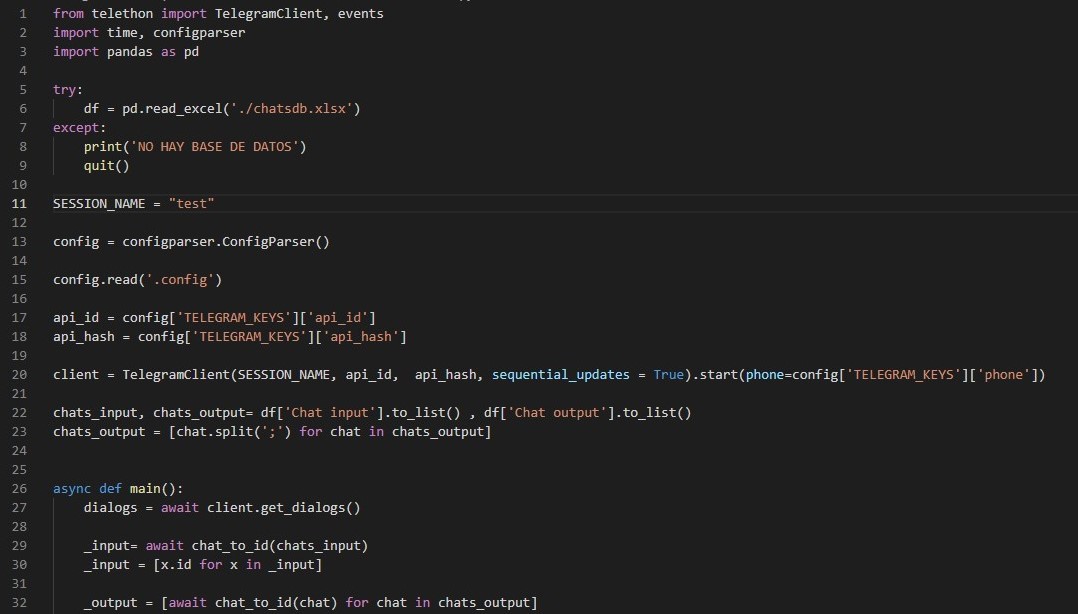 1 from telethon import TelegramClient, events
2 import time, configparser
3 import pandas as pd
4
5 try:
6     df = pd.read_excel('./chatsdb.xlsx')
7 except:
8     print('NO HAY BASE DE DATOS')
9     quit()
10
11 SESSION_NAME = "test"
12
13 config = configparser.ConfigParser()
14
15 config.read('.config')
16
17 api_id = config['TELEGRAM_KEYS']['api_id']
18 api_hash = config['TELEGRAM_KEYS']['api_hash']
19
20 client = TelegramClient(SESSION_NAME, api_id,  api_hash, sequential_updates = True).start(phone=config['TELEGRAM_KEYS']['phone'])
21
22 chats_input, chats_output= df['Chat input'].to_list() , df['Chat output'].to_list()
23 chats_output = [chat.split(';') for chat in chats_output]
24
25
26 async def main():
27     dialogs = await client.get_dialogs()
28
29     _input= await chat_to_id(chats_input)
30     _input = [x.id for x in _input]
31
32     _output = [await chat_to_id(chat) for chat in chats_output]